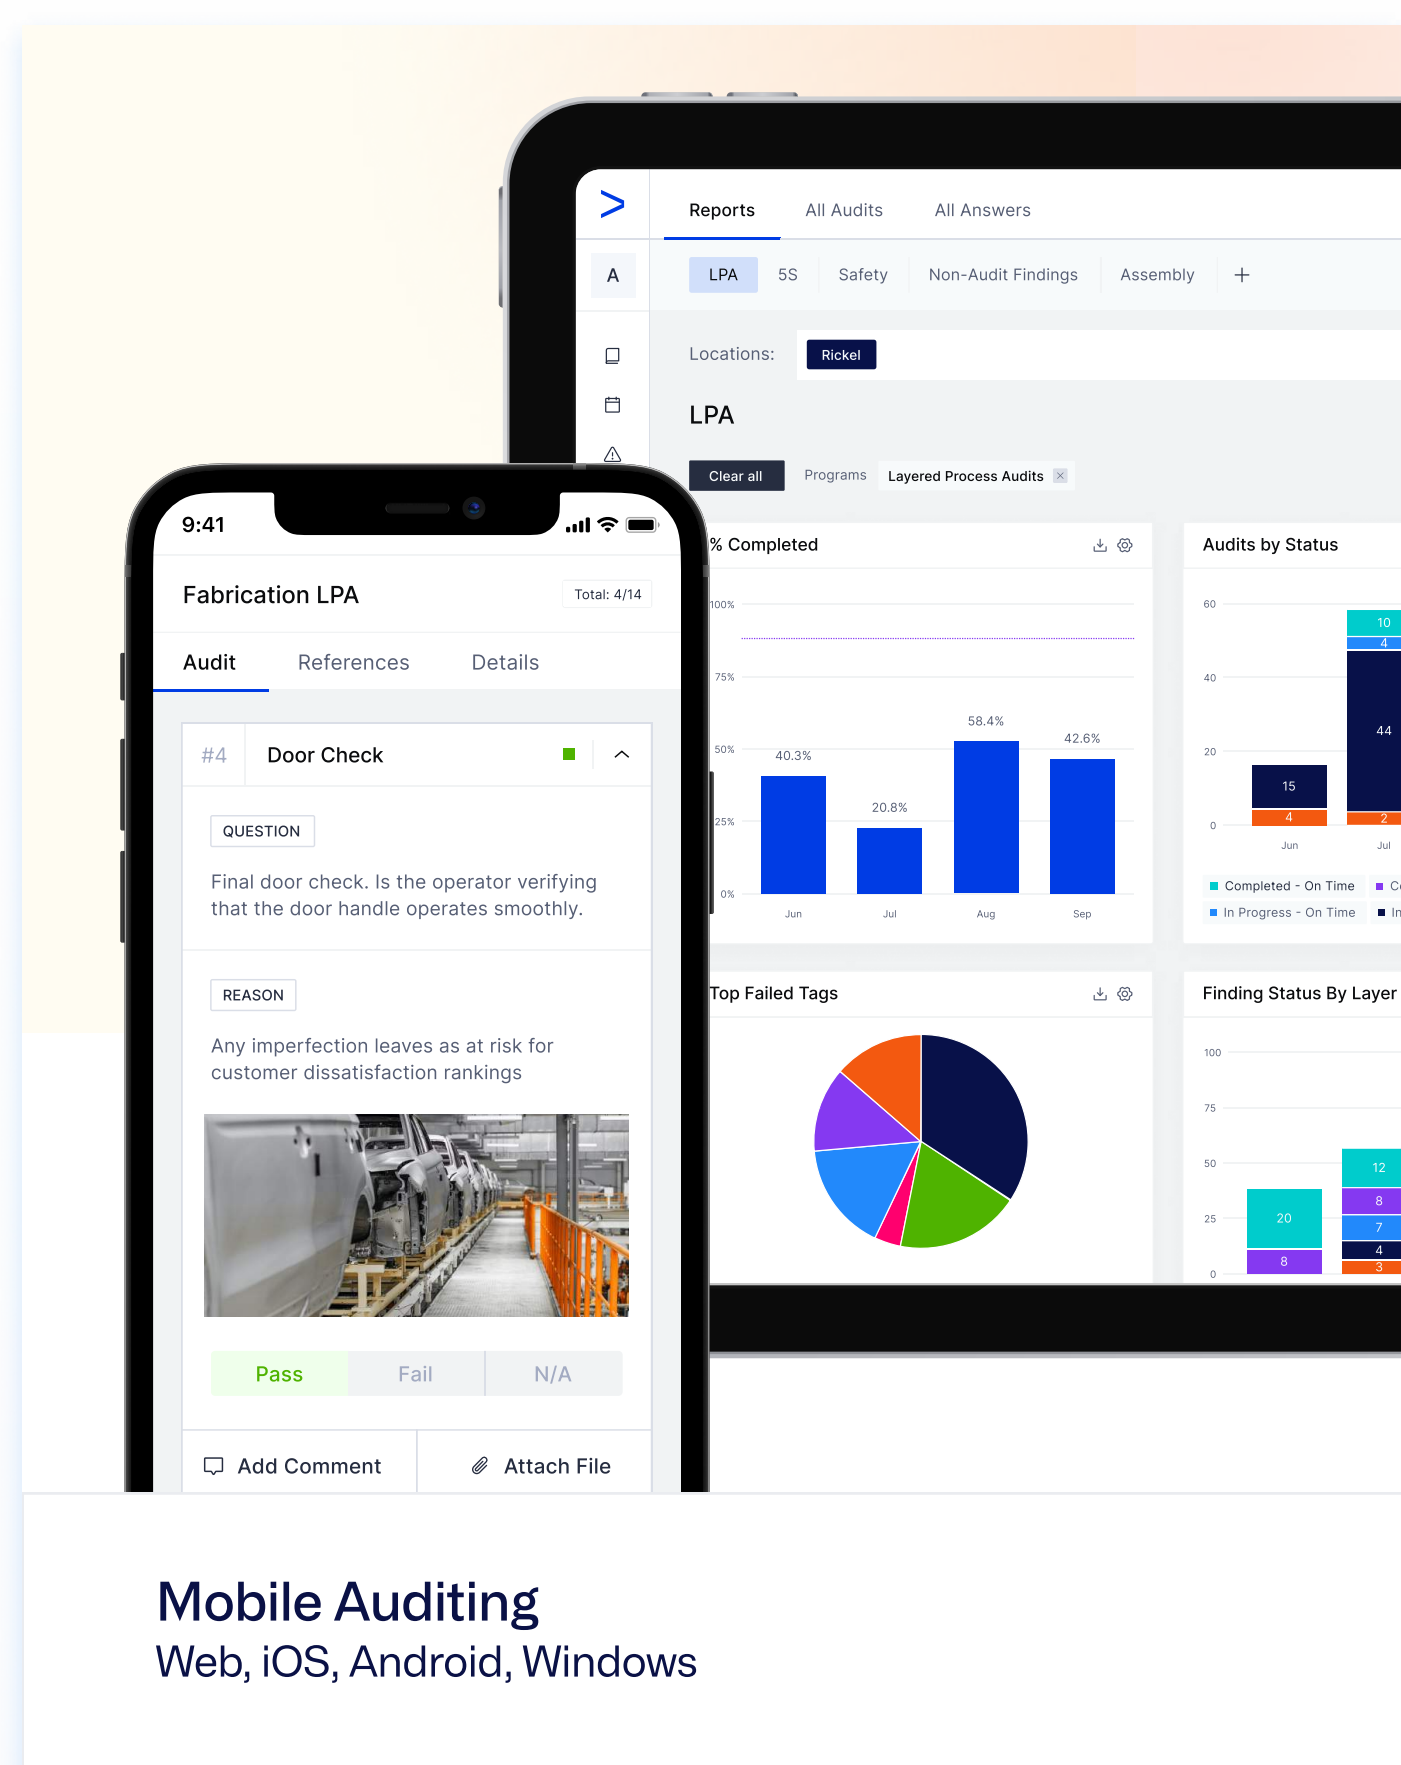 Reports
All Audits
All Answers
A
LPA
5S
Safety
Non-Audit Findings
Assembly
Locations:
Rickel
LPA
Clear all
Programs
Layered Process Audits
% Completed
100%
75%
50%
25%
0%
40.3%
20.8%
58.4%
42.6%
Jun
Jul
Aug
Sep
Audits by Status
60
40
20
0
15
4
10
4
44
2
Jun
Jul
Completed - On Time
In Progress - On Time
In
Top Failed Tags
Finding Status By Layer
100
75
50
25
0
20
8
12
8
7
4
3
9:41
Fabrication LPA
Total: 4/14
Audit
References
Details
#4
Door Check
QUESTION
Final door check. Is the operator verifying
that the door handle operates smoothly.
REASON
Any imperfection leaves as at risk for
customer dissatisfaction rankings
Pass
Fail
N/A
Add Comment
Attach File
Mobile Auditing
Web, iOS, Android, Windows